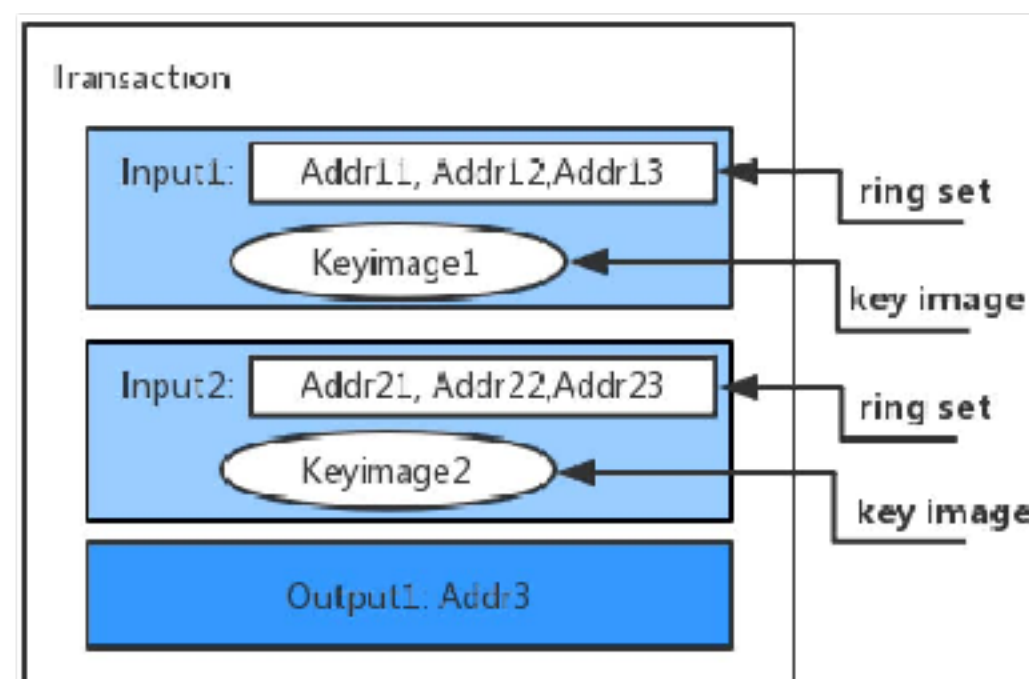 Transaction
Input1: Addr11, Addr12,Addr13
ring set
Keyimage1
key image
Input2: Addr21, Addr22,Addr23
ring set
Keyimage2
key image
Output1: Addr3